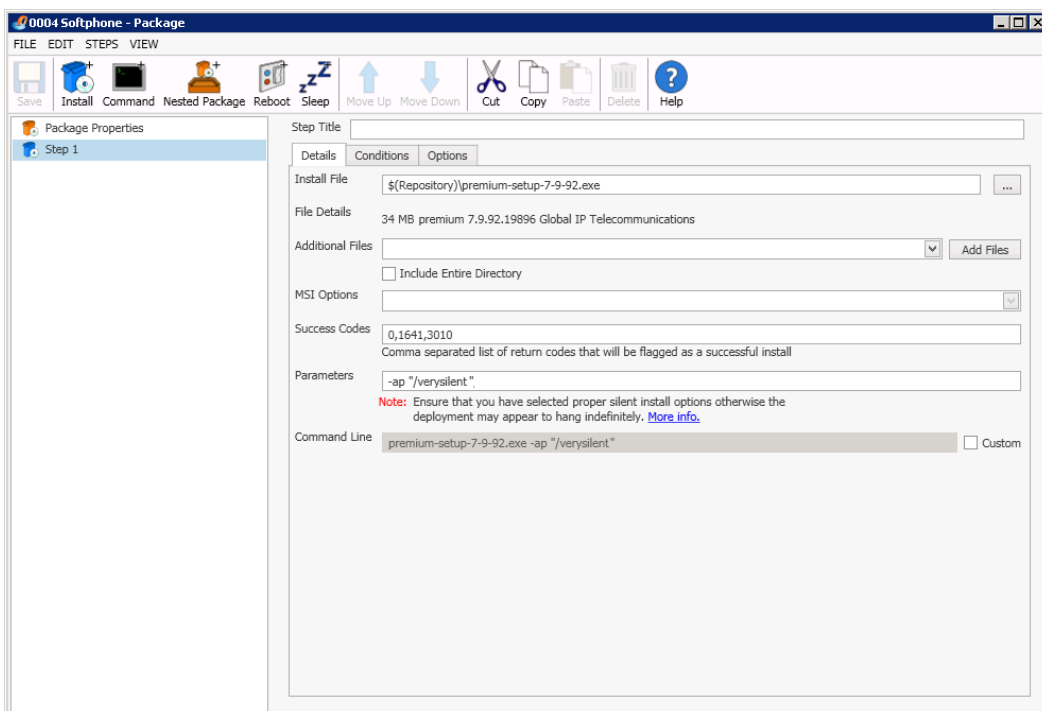 0004 Softphone - Package
FILE EDIT STEPS VIEW
Save Install Command Nested Package Reboot Sleep Move Up Move Down Cut Copy Paste Delete Help
Package Properties
Step 1
Step Title
Details Conditions Options
Install File $(Repository)\premium-setup-7-9-92.exe ...
File Details 34 MB premium 7.9.92.19896 Global IP Telecommunications
Additional Files Add Files
Include Entire Directory
MSI Options
Success Codes 0,1641,3010
Comma separated list of return codes that will be flagged as a successful install
Parameters -ap "/verysilent"
Note: Ensure that you have selected proper silent install options otherwise the
deployment may appear to hang indefinitely. More info.
Command Line premium-setup-7-9-92.exe -ap "/verysilent" Custom